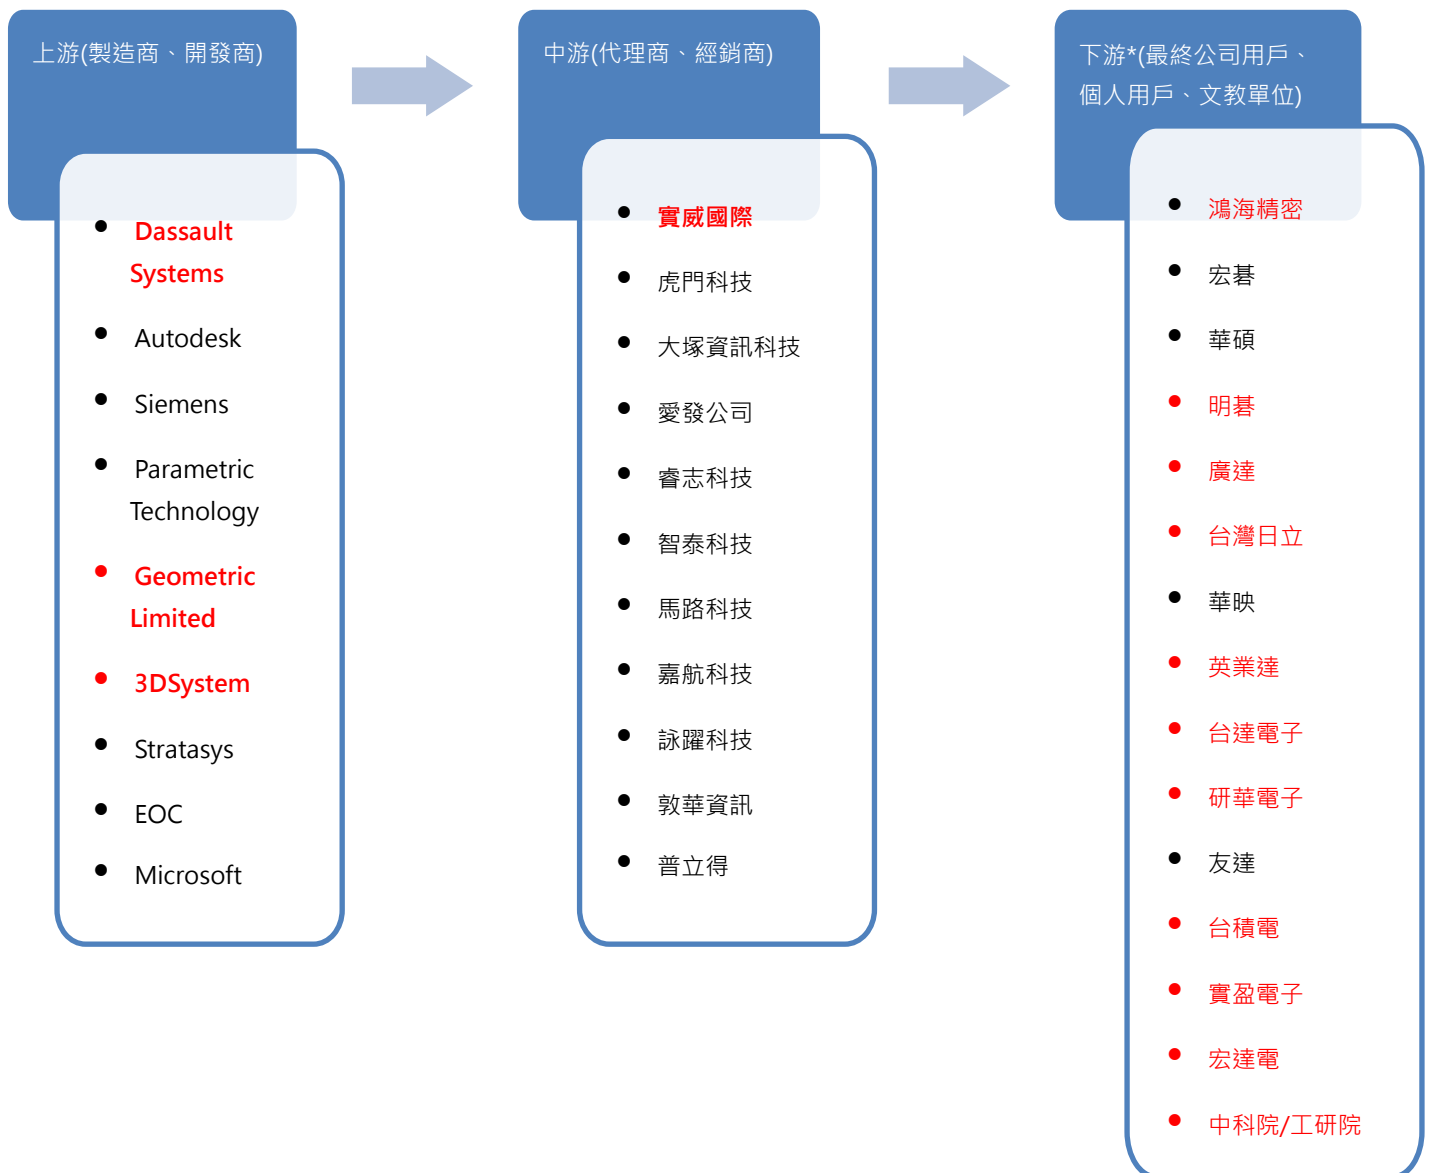 上游(製造商、開發商)
Dassault
Systems
Autodesk
Siemens
Parametric
Technology
Geometric
Limited
3DSystem
Stratasys
EOC
Microsoft
中游(代理商、經銷商)
實威國際
虎門科技
大塚資訊科技
愛發公司
睿志科技
智泰科技
馬路科技
嘉航科技
詠躍科技
敦華資訊
普立得
下游*(最終公司用戶、
個人用戶、文教單位)
鴻海精密
宏碁
華碩
明碁
廣達
台灣日立
華映
英業達
台達電子
研華電子
友達
台積電
實盈電子
宏達電
中科院/工研院